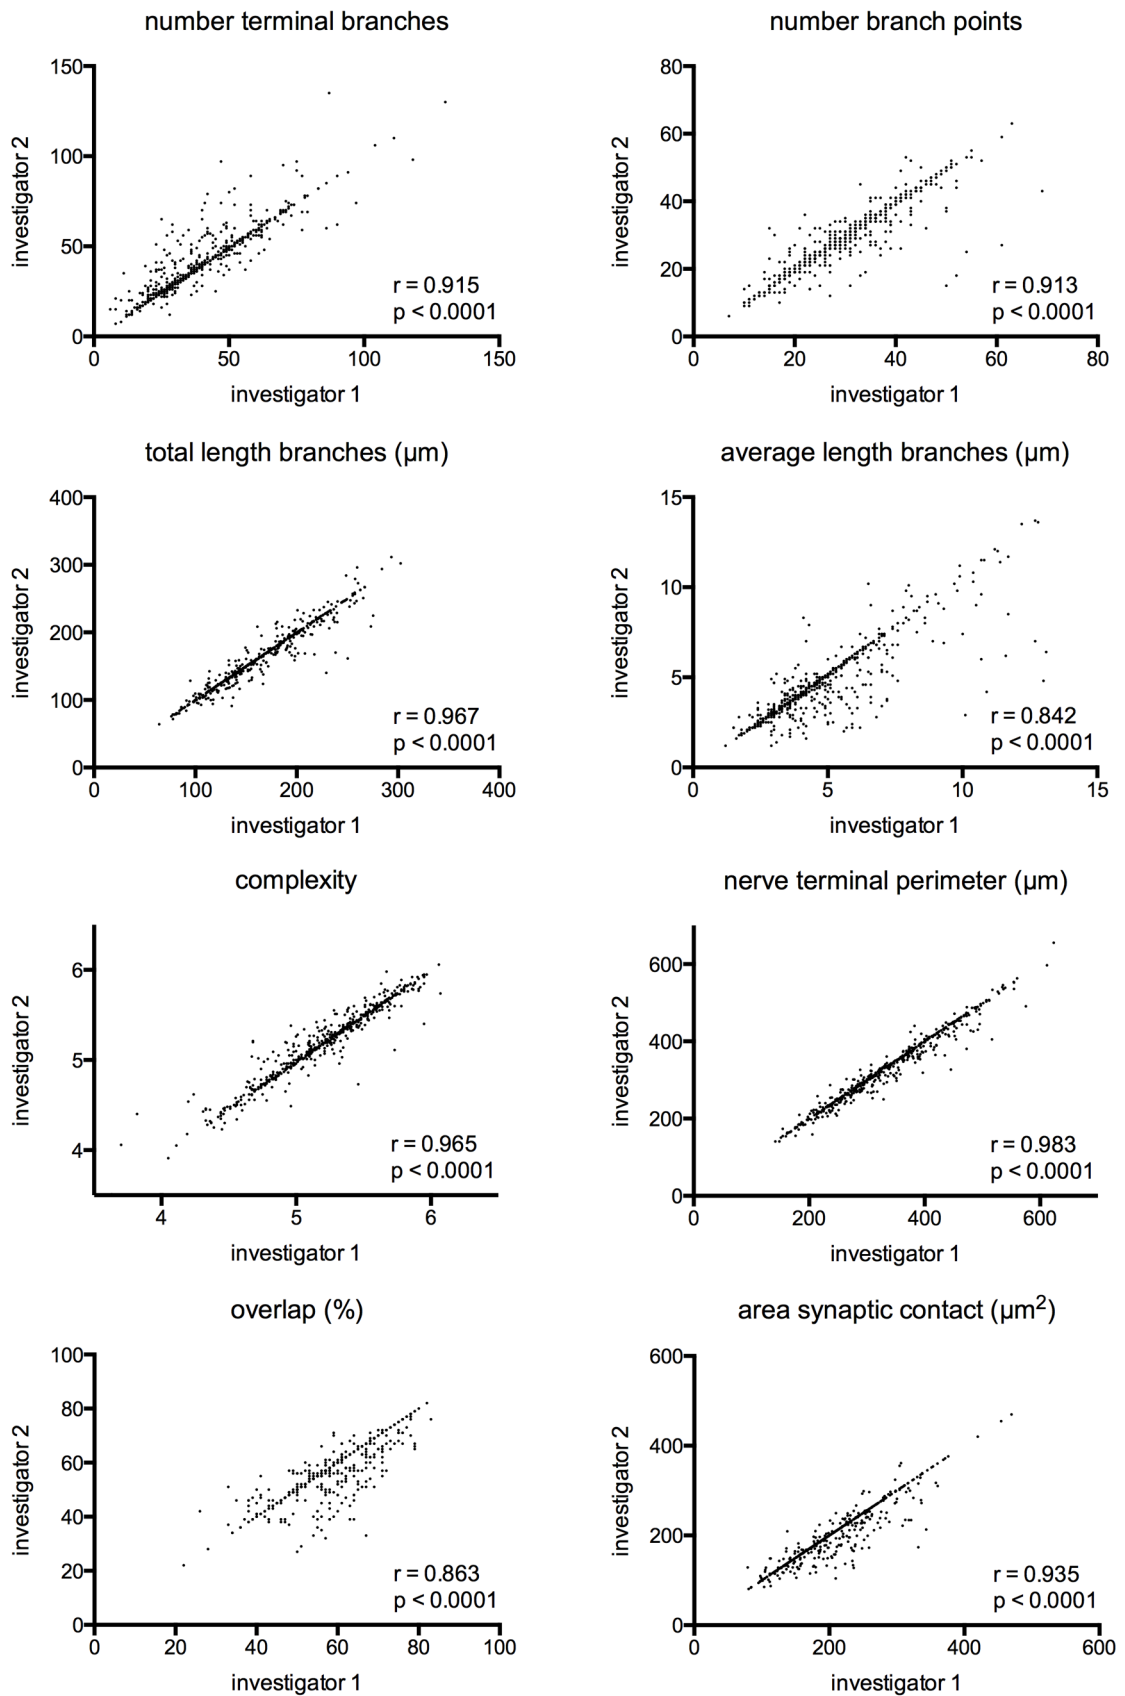 number terminal branches
150
100
50
0
0 50 100 150
investigator 2
investigator 1
r = 0.915
p < 0.0001
number branch points
80
60
40
20
0
0 20 40 60 80
investigator 2
investigator 1
r = 0.913
p < 0.0001
total length branches (µm)
400
300
200
100
0
0 100 200 300 400
investigator 2
investigator 1
r = 0.967
p < 0.0001
average length branches (µm)
15
10
5
0
0 5 10 15
investigator 2
investigator 1
r = 0.842
p < 0.0001
complexity
6
5
4
4 5 6
investigator 2
investigator 1
r = 0.965
p < 0.0001
nerve terminal perimeter (µm)
600
400
200
0
0 200 400 600
investigator 2
investigator 1
r = 0.983
p < 0.0001
overlap (%)
100
80
60
40
20
0
0 20 40 60 80 100
investigator 2
investigator 1
r = 0.863
p < 0.0001
area synaptic contact (µm²)
600
400
200
0
0 200 400 600
investigator 2
investigator 1
r = 0.935
p < 0.0001